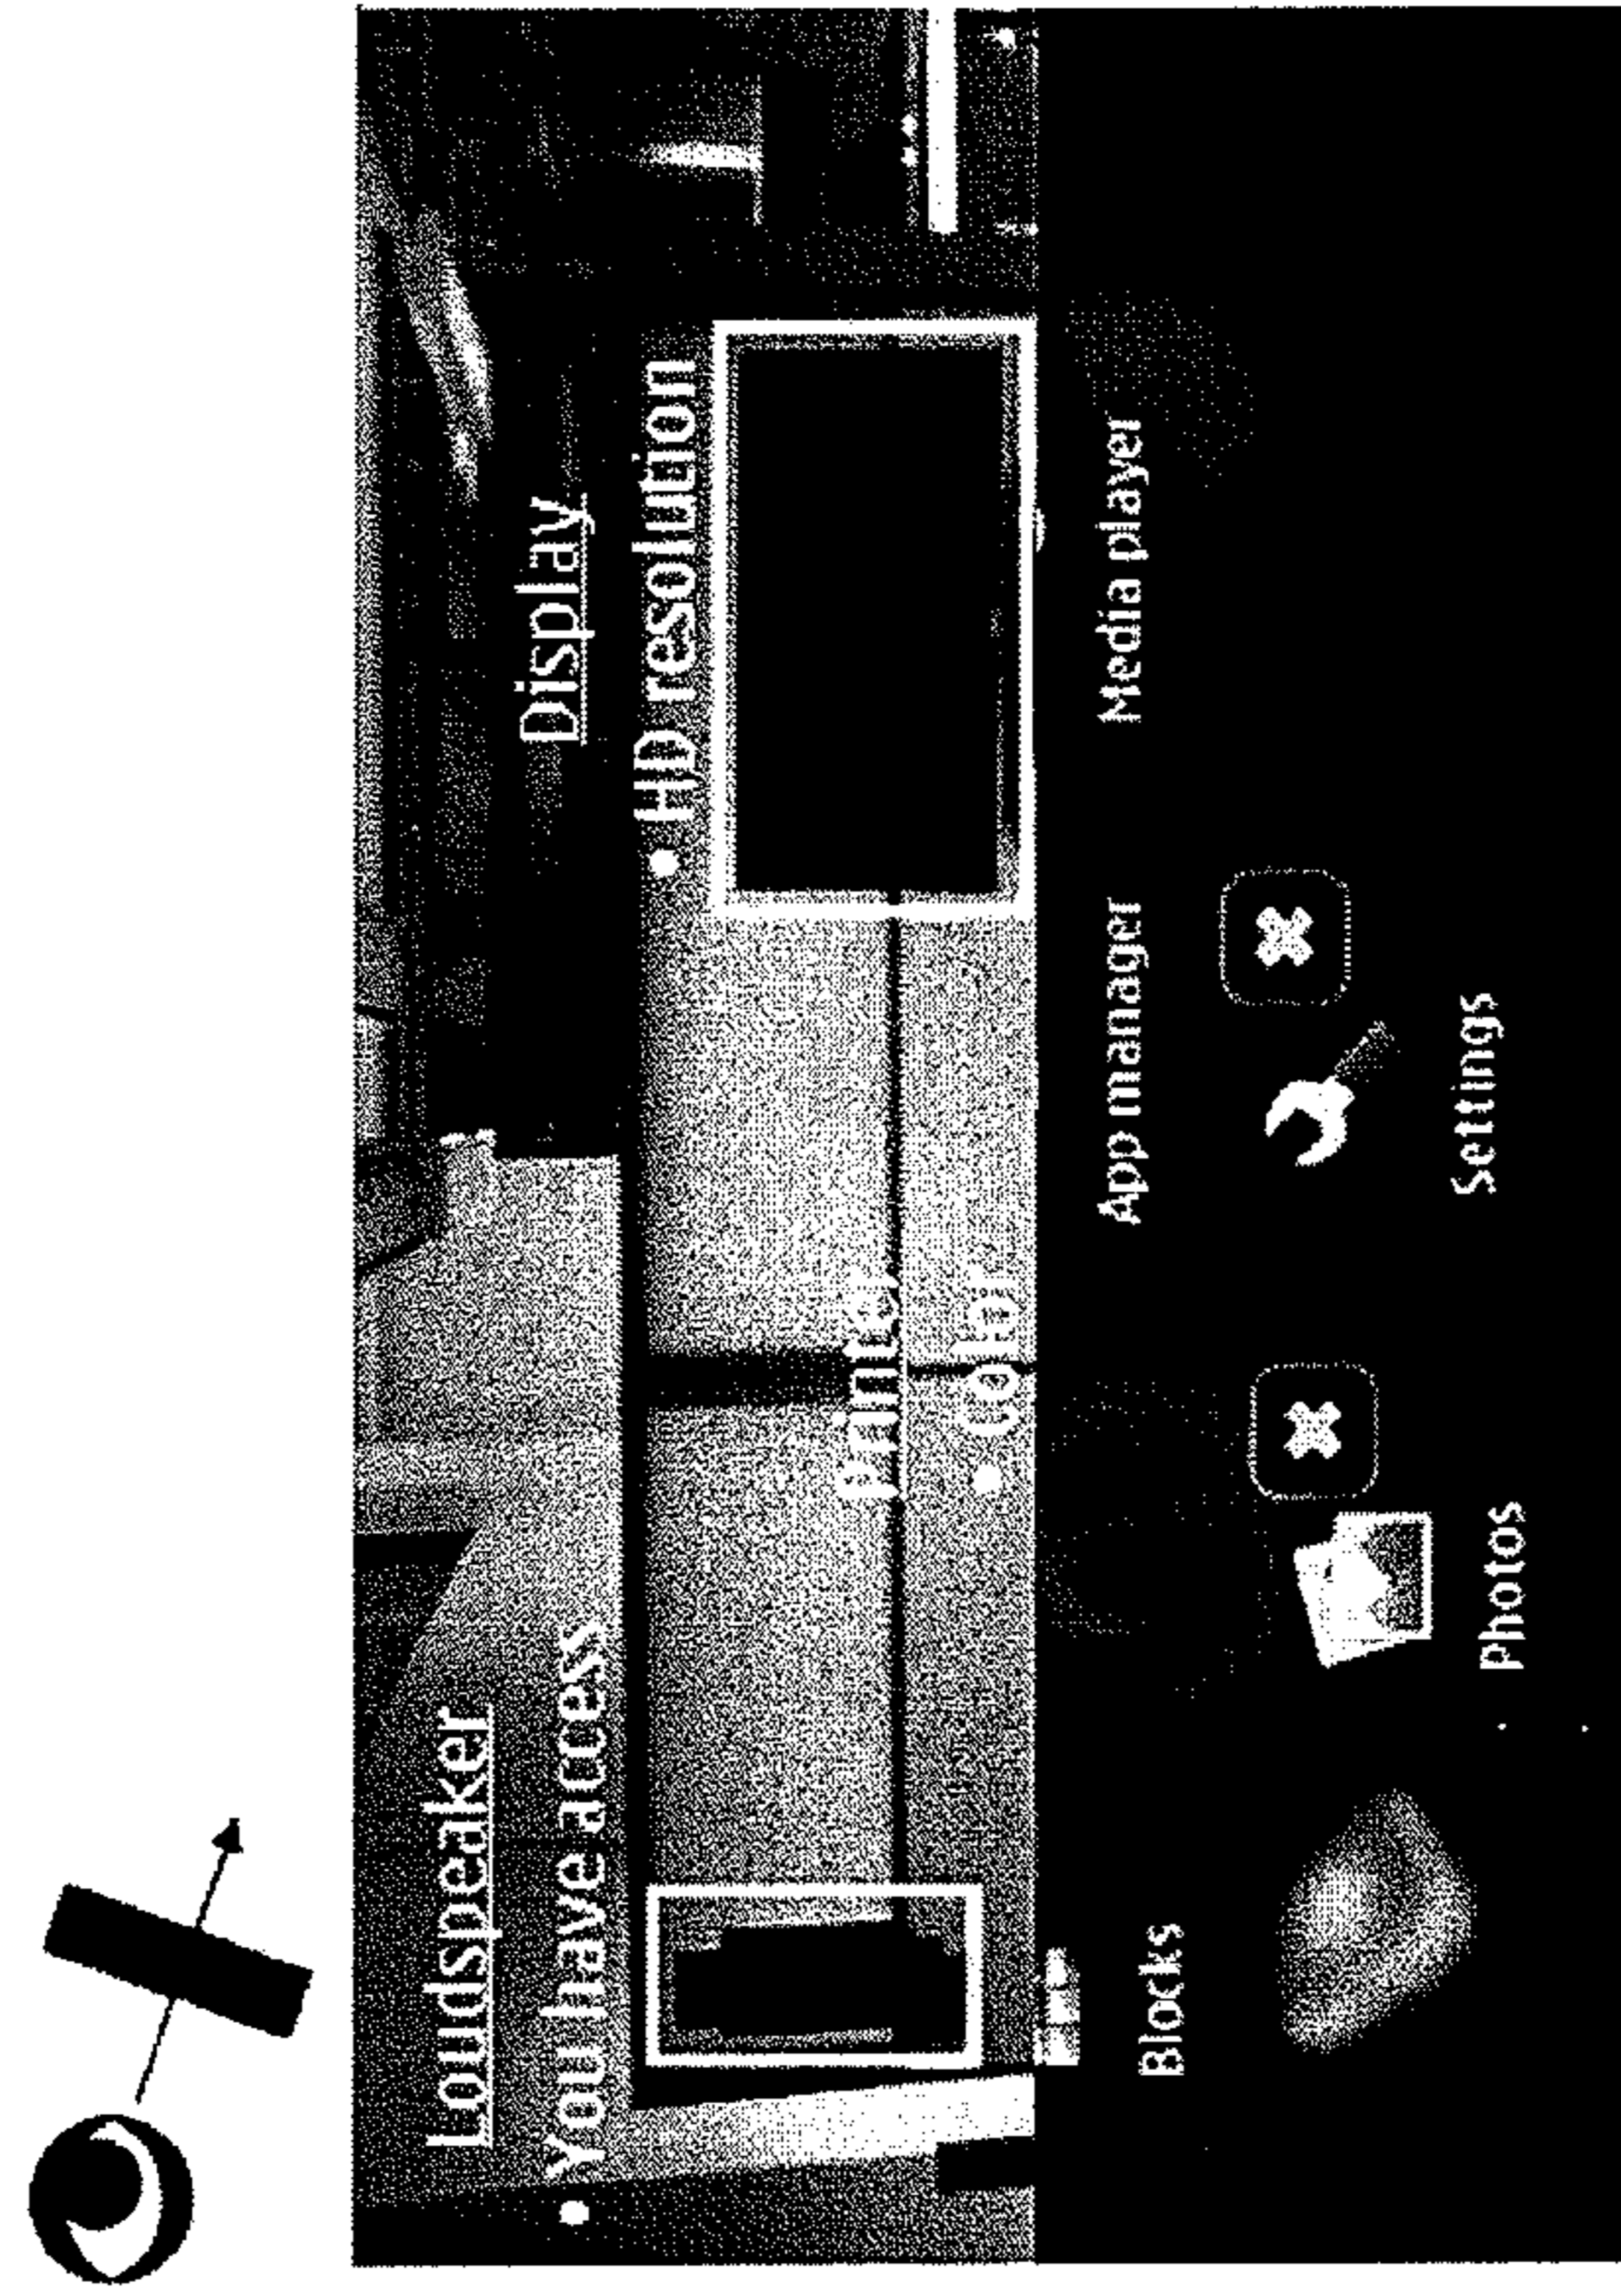 Loudspeaker
• You have access
Display
• HD resolution
Printer
• color
Blocks
App manager
Media player
Photos
Settings